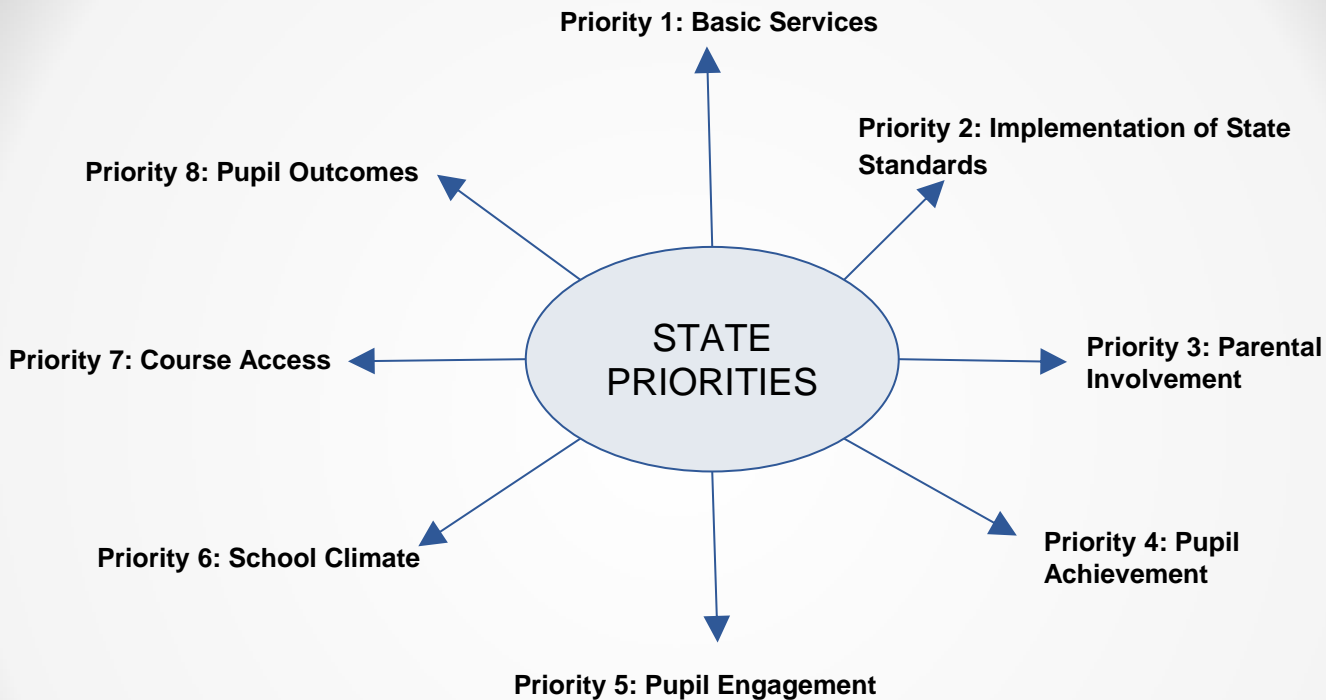 Priority 1: Basic Services
Priority 2: Implementation of State
Standards
Priority 8: Pupil Outcomes
STATE
PRIORITIES
Priority 7: Course Access
Priority 3: Parental
Involvement
Priority 6: School Climate
Priority 4: Pupil
Achievement
Priority 5: Pupil Engagement